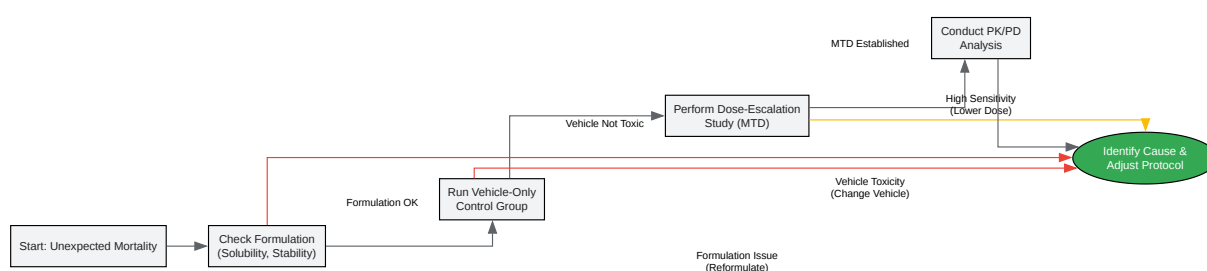 Start: Unexpected Mortality
Check Formulation
(Solubility, Stability)
Formulation OK
Run Vehicle-Only
Control Group
Vehicle Not Toxic
Perform Dose-Escalation
Study (MTD)
MTD Established
Conduct PK/PD
Analysis
High Sensitivity
(Lower Dose)
Vehicle Toxicity
(Change Vehicle)
Formulation Issue
(Reformulate)
Identify Cause &
Adjust Protocol